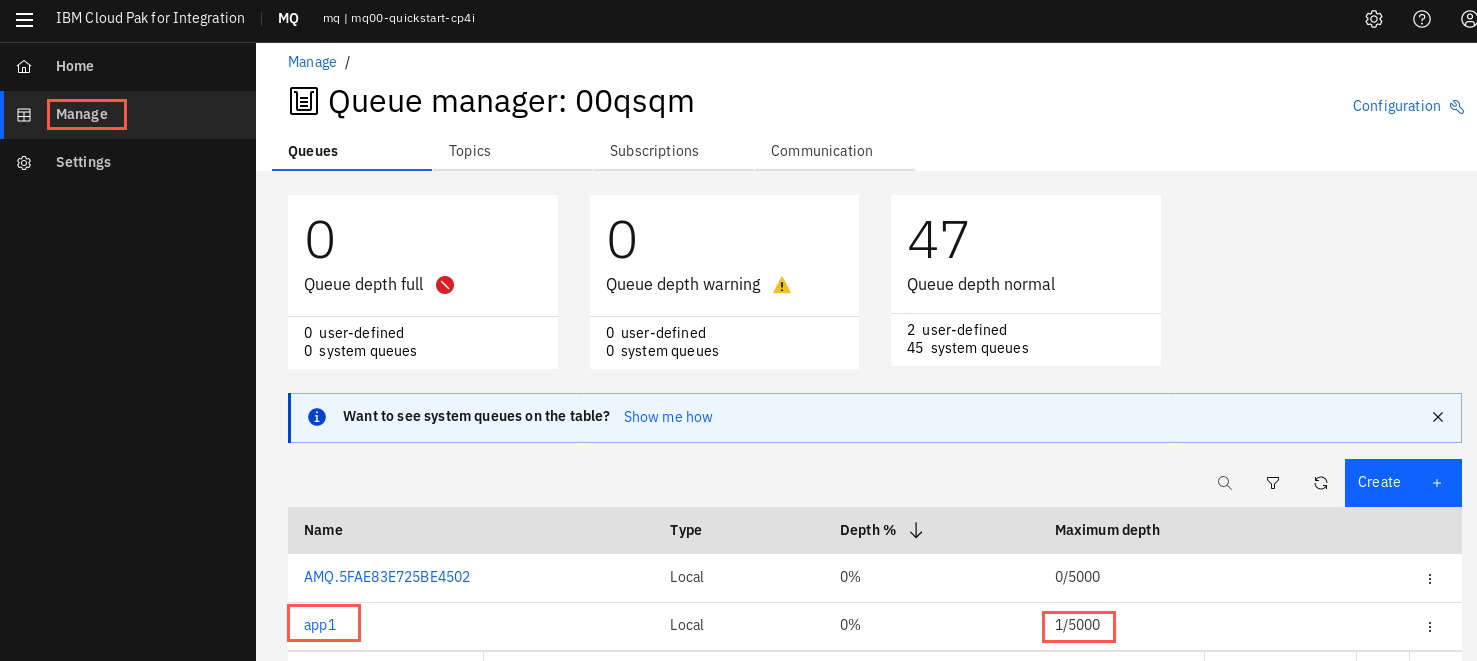 IBM Cloud Pak for Integration | MQ mq | mq00-quickstart-cp4i
Home
Manage
Settings
Manage /
Queue manager: 00qsqm
Configuration
Queues Topics Subscriptions Communication
0
Queue depth full
0 user-defined
0 system queues
0
Queue depth warning
0 user-defined
0 system queues
47
Queue depth normal
2 user-defined
45 system queues
Want to see system queues on the table? Show me how
Create +
Name Type Depth % Maximum depth
AMQ.5FAE83E725BE4502 Local 0% 0/5000
app1 Local 0% 1/5000